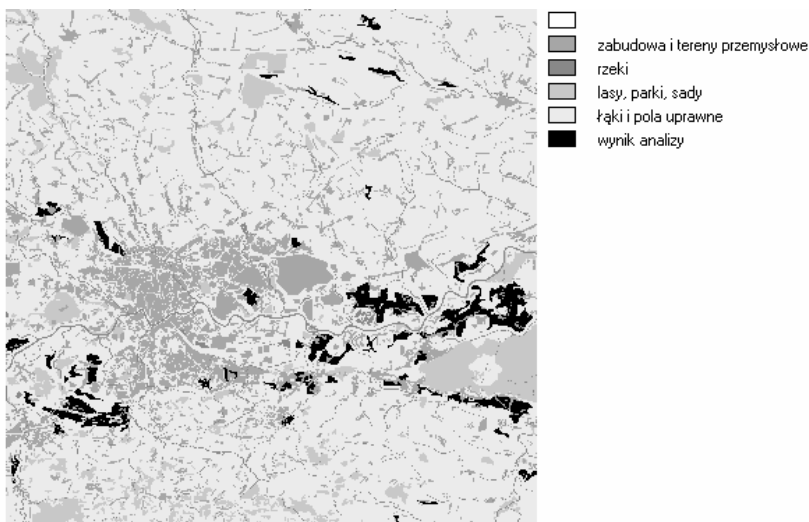 zabudowa i tereny przemysłowe
rzeki
lasy, parki, sady
łąki i pola uprawne
wynik analizy